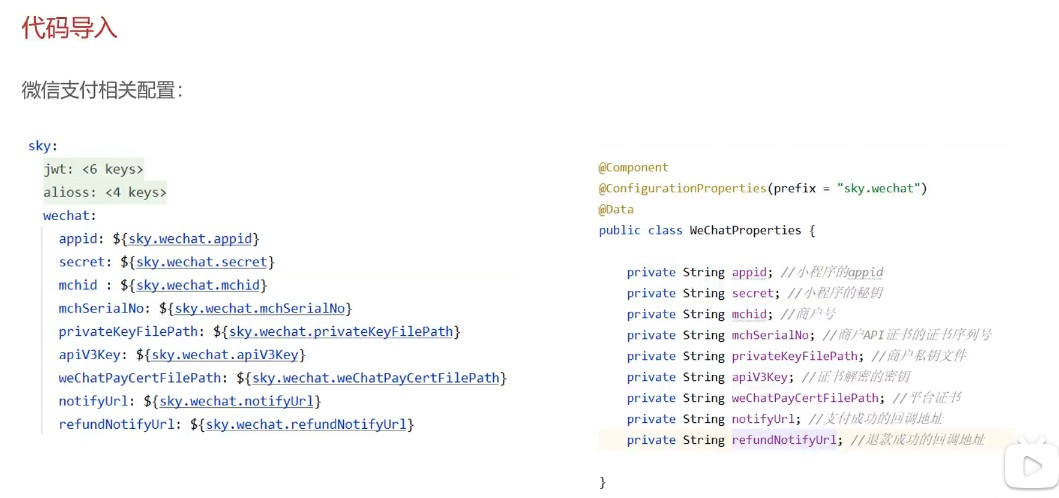 代码导入
微信支付相关配置：
sky:
jwt: <6 keys>
alioss: <4 keys>
wechat:
appid: ${sky.wechat.appid}
secret: ${sky.wechat.secret}
mchid : ${sky.wechat.mchid}
mchSerialNo: ${sky.wechat.mchSerialNo}
privateKeyFilePath: ${sky.wechat.privateKeyFilePath}
apiV3Key: ${sky.wechat.apiV3Key}
weChatPayCertFilePath: ${sky.wechat.weChatPayCertFilePath}
notifyUrl: ${sky.wechat.notifyUrl}
refundNotifyUrl: ${sky.wechat.refundNotifyUrl}
@Component
@ConfigurationProperties(prefix = "sky.wechat")
@Data
public class WeChatProperties {
private String appid; //小程序的appid
private String secret; //小程序的秘钥
private String mchid; //商户号
private String mchSerialNo; //商户API证书的证书序列号
private String privateKeyFilePath; //商户私钥文件
private String apiV3Key; //证书解密的密钥
private String weChatPayCertFilePath; //平台证书
private String notifyUrl; //支付成功的回调地址
private String refundNotifyUrl; //退款成功的回调地址
}